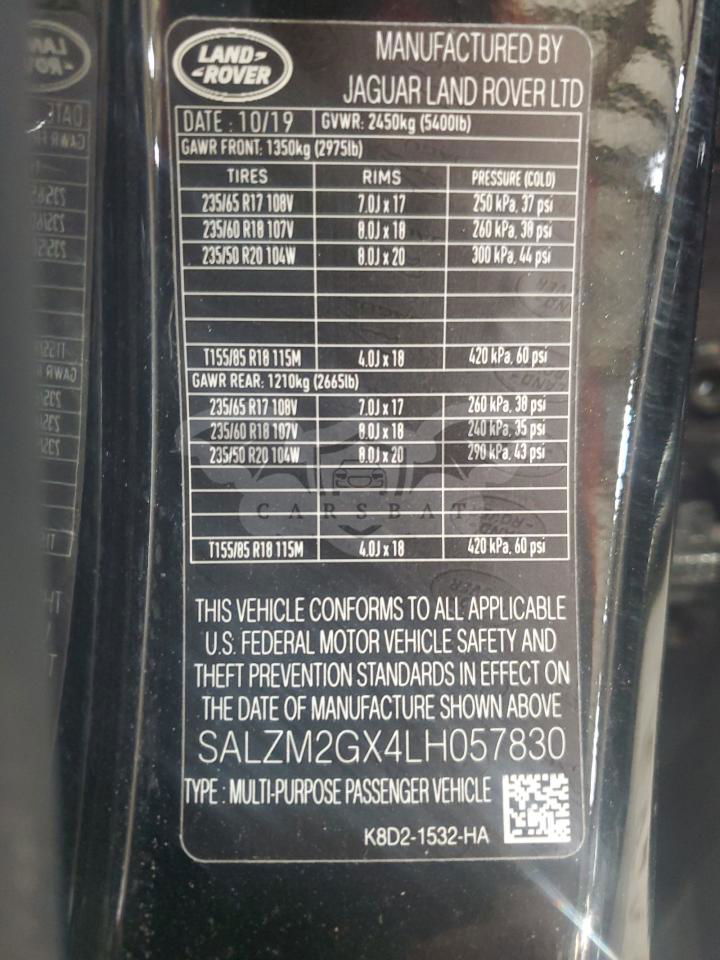 LAND-
-ROVER
MANUFACTURED BY
JAGUAR LAND ROVER LTD
DATE : 10/19 GVWR: 2450kg (5400lb)
GAWR FRONT: 1350kg (2975lb)
TIRES RIMS PRESSURE (COLD)
235/65 R17 108V 7.0J x 17 250 kPa, 37 psi
235/60 R18 107V 8.0J x 18 260 kPa, 38 psi
235/50 R20 104W 8.0J x 20 300 kPa, 44 psi
T155/85 R18 115M 4.0J x 18 420 kPa, 60 psi
GAWR REAR: 1210kg (2665lb)
235/65 R17 108V 7.0J x 17 260 kPa, 38 psi
235/60 R18 107V 8.0J x 18 240 kPa, 35 psi
235/50 R20 104W 8.0J x 20 290 kPa, 43 psi
CARSBAT
T155/85 R18 115M 4.0J x 18 420 kPa, 60 psi
THIS VEHICLE CONFORMS TO ALL APPLICABLE
U.S. FEDERAL MOTOR VEHICLE SAFETY AND
THEFT PREVENTION STANDARDS IN EFFECT ON
THE DATE OF MANUFACTURE SHOWN ABOVE
SALZM2GX4LH057830
TYPE : MULTI-PURPOSE PASSENGER VEHICLE
K8D2-1532-HA